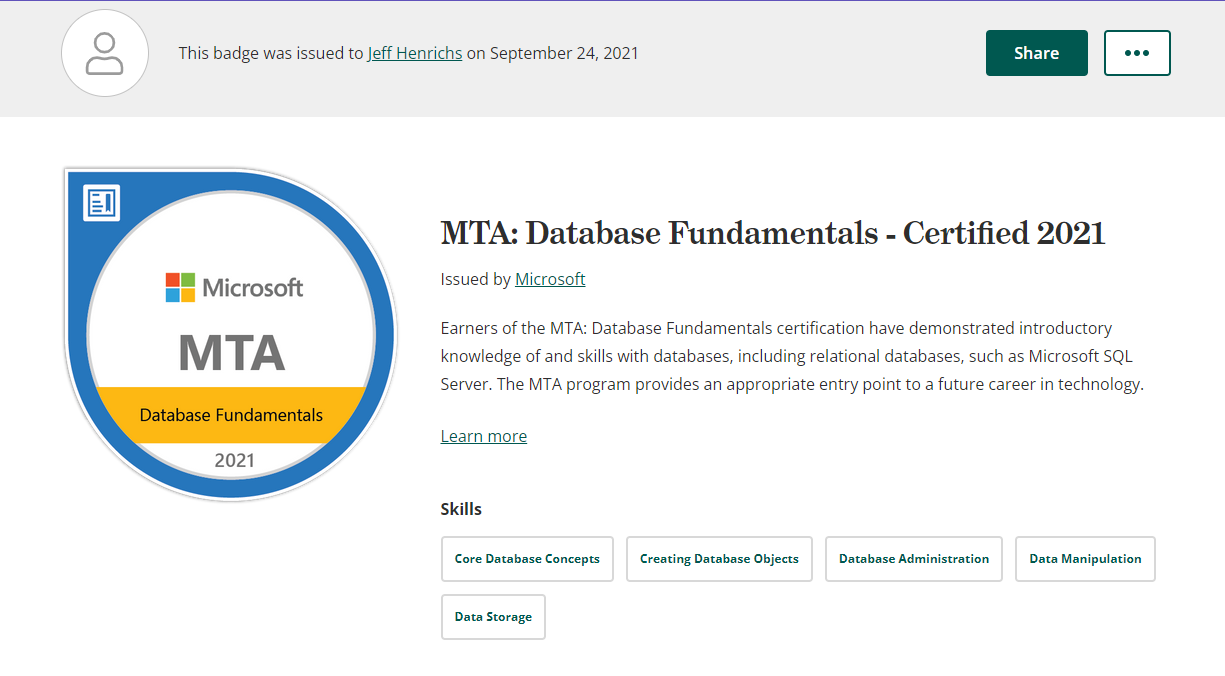 This badge was issued to Jeff Henrichs on September 24, 2021
Share
Microsoft
MTA
Database Fundamentals
2021
MTA: Database Fundamentals - Certified 2021
Issued by Microsoft
Earners of the MTA: Database Fundamentals certification have demonstrated introductory
knowledge of and skills with databases, including relational databases, such as Microsoft SQL
Server. The MTA program provides an appropriate entry point to a future career in technology.
Learn more
Skills
Core Database Concepts
Creating Database Objects
Database Administration
Data Manipulation
Data Storage